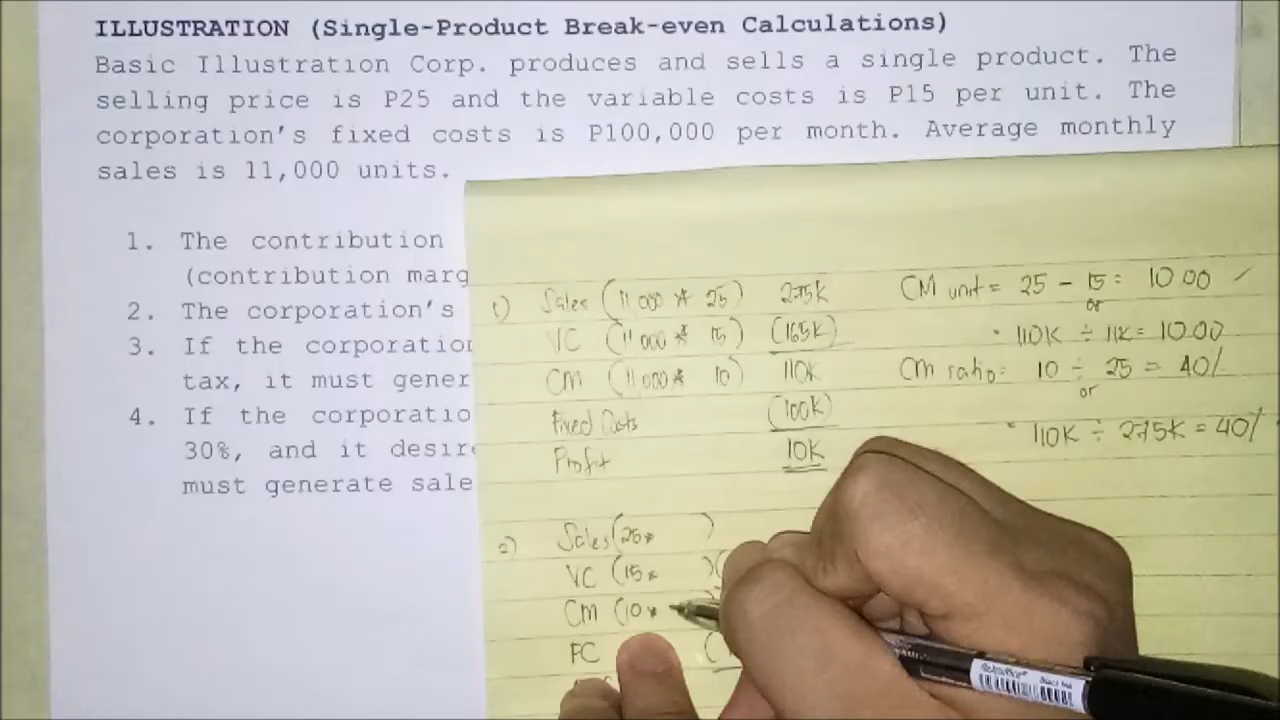 ILLUSTRATION (Single-Product Break-even Calculations)
Basic Illustration Corp. produces and sells a single product. The
selling price is P25 and the variable costs is P15 per unit. The
corporation's fixed costs is P100,000 per month. Average monthly
sales is 11,000 units.
1. The contribution
(contribution marg
2. The corporation's
3. If the corporation
tax, it must gener
4. If the corporatio
30%, and it desire
must generate sale
1) Sales (11 000 * 25) 275K
VC (11 000 * 15) (165K)
CM (11 000 * 10) 110K
Fixed Costs (100K)
Profit 10K
CM unit = 25 - 15 = 10.00
or
110K ÷ 11K = 10.00
CM ratio = 10 ÷ 25 = 40%
or
110K ÷ 275K = 40%
2) Sales (25* )
VC (15* ) (
CM (10*
FC (